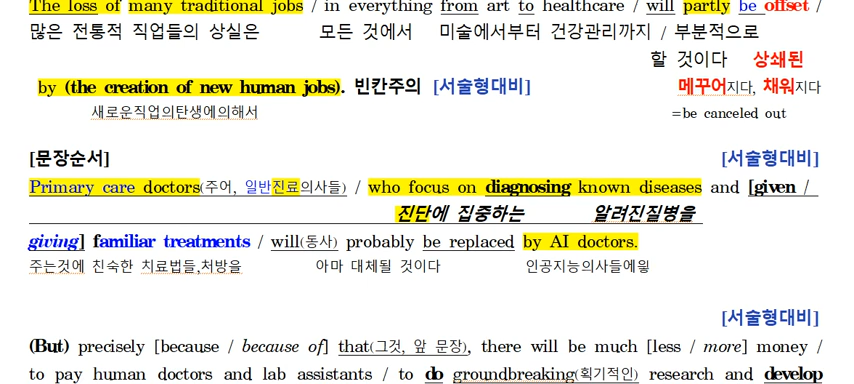 The loss of many traditional jobs / in everything from art to healthcare / will partly be offset /
많은 전통적 직업들의 상실은 모든 것에서 미술에서부터 건강관리까지 / 부분적으로
할 것이다 상쇄된
by (the creation of new human jobs). 빈칸주의 [서술형대비] 메꾸어지다, 채워지다
새로운직업의탄생에의해서 =be canceled out
[문장순서] [서술형대비]
Primary care doctors(주어, 일반진료의사들) / who focus on diagnosing known diseases and [given /
진단에 집중하는 알려진질병을
giving] familiar treatments / will(동사) probably be replaced by AI doctors.
주는것에 친숙한 치료법들,처방을 아마 대체될 것이다 인공지능의사들에윟
[서술형대비]
(But) precisely [because / because of] that(그것, 앞 문장), there will be much [less / more] money /
to pay human doctors and lab assistants / to do groundbreaking(획기적인) research and develop